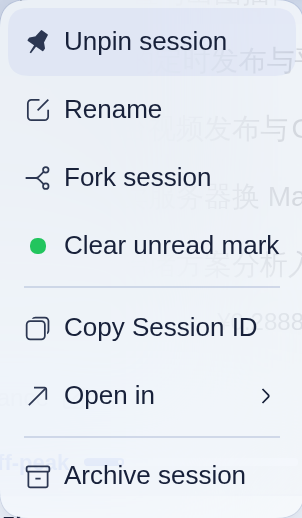 Unpin session
Rename
Fork session
Clear unread mark
Copy Session ID
Open in
Archive session